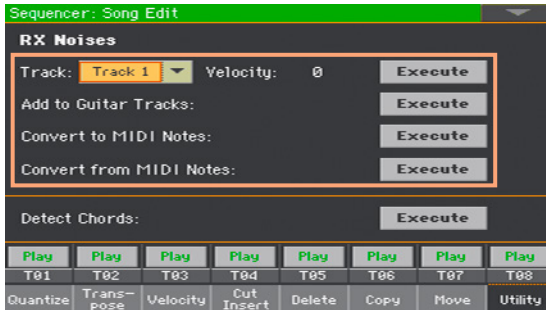 Sequencer: Song Edit
RX Noises
Track: Track 1 Velocity: 0 Execute
Add to Guitar Tracks: Execute
Convert to MIDI Notes: Execute
Convert from MIDI Notes: Execute
Detect Chords: Execute
Play Play Play Play Play Play Play Play
T01 T02 T03 T04 T05 T06 T07 T08
Quantize Trans-pose Velocity Cut Insert Delete Copy Move Utility